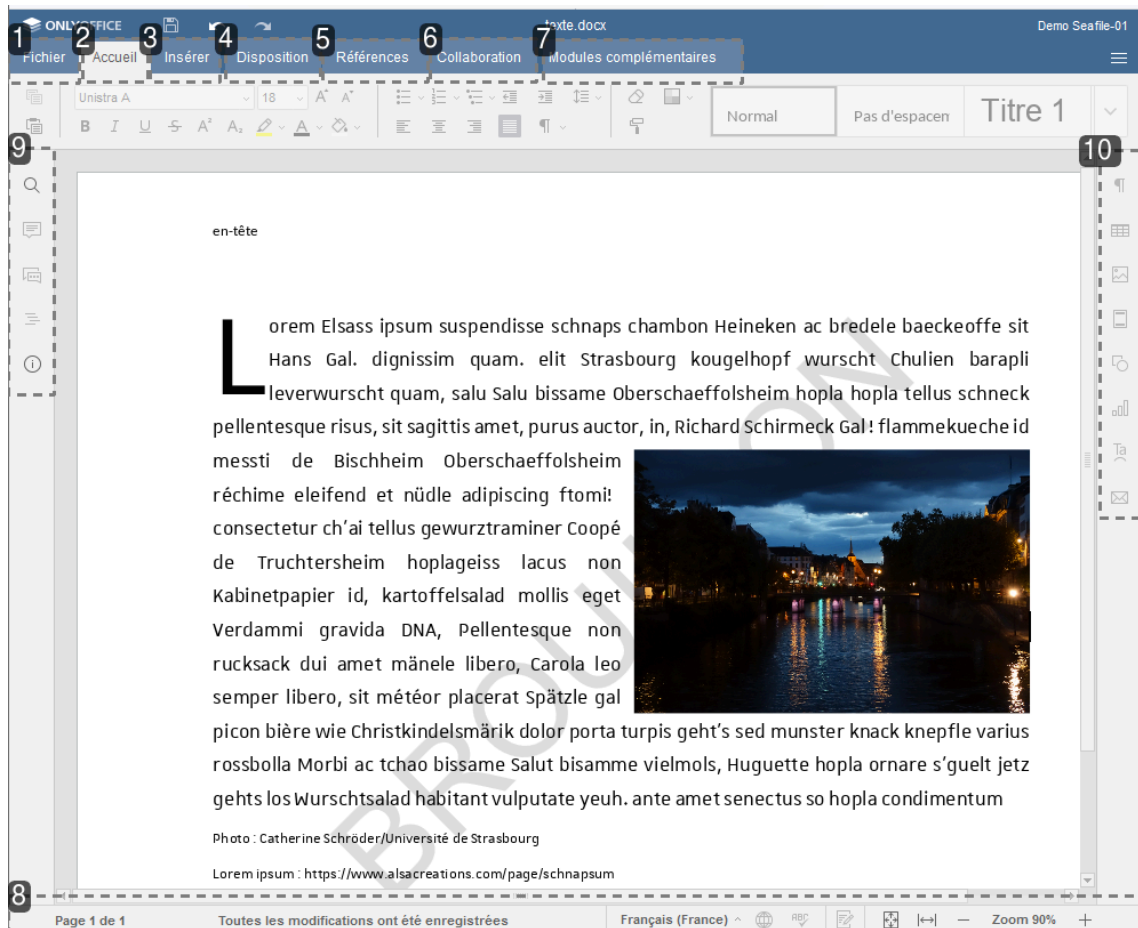 ONLYOFFICE texte.docx Demo Seafile-01
1 2 3 4 5 6 7
Fichier Accueil Insérer Disposition Références Collaboration Modules complémentaires
Unistra A 18 A A
B I U S A² A₂ A
Normal Pas d'espacem Titre 1
9 10
en-tête
Lorem Elsass ipsum suspendisse schnaps chambon Heineken ac bredele baeckeoffe sit
Hans Gal. dignissim quam. elit Strasbourg kougelhopf wurscht Chulien barapli
leverwurscht quam, salu Salu bissame Oberschaeffolsheim hopla hopla tellus schneck
pellentesque risus, sit sagittis amet, purus auctor, in, Richard Schirmeck Gal ! flammekueche id
messti de Bischheim Oberschaeffolsheim
réchime eleifend et nüdle adipiscing ftomi!
consectetur ch'ai tellus gewurztraminer Coopé
de Truchtersheim hoplageiss lacus non
Kabinetpapier id, kartoffelsalad mollis eget
Verdammi gravida DNA, Pellentesque non
rucksack dui amet mänele libero, Carola leo
semper libero, sit météor placerat Spätzle gal
picon bière wie Christkindelsmärik dolor porta turpis geht's sed munster knack knepfle varius
rossbolla Morbi ac tchao bissame Salut bisamme vielmols, Huguette hopla ornare s'guelt jetz
gehts los Wurschtsalad habitant vulputate yeuh. ante amet senectus so hopla condimentum
BROUILLON
Photo : Catherine Schröder/Université de Strasbourg
Lorem ipsum : https://www.alsacreations.com/page/schnapsum
Ta
8
Page 1 de 1 Toutes les modifications ont été enregistrées Français (France) ABC Zoom 90%